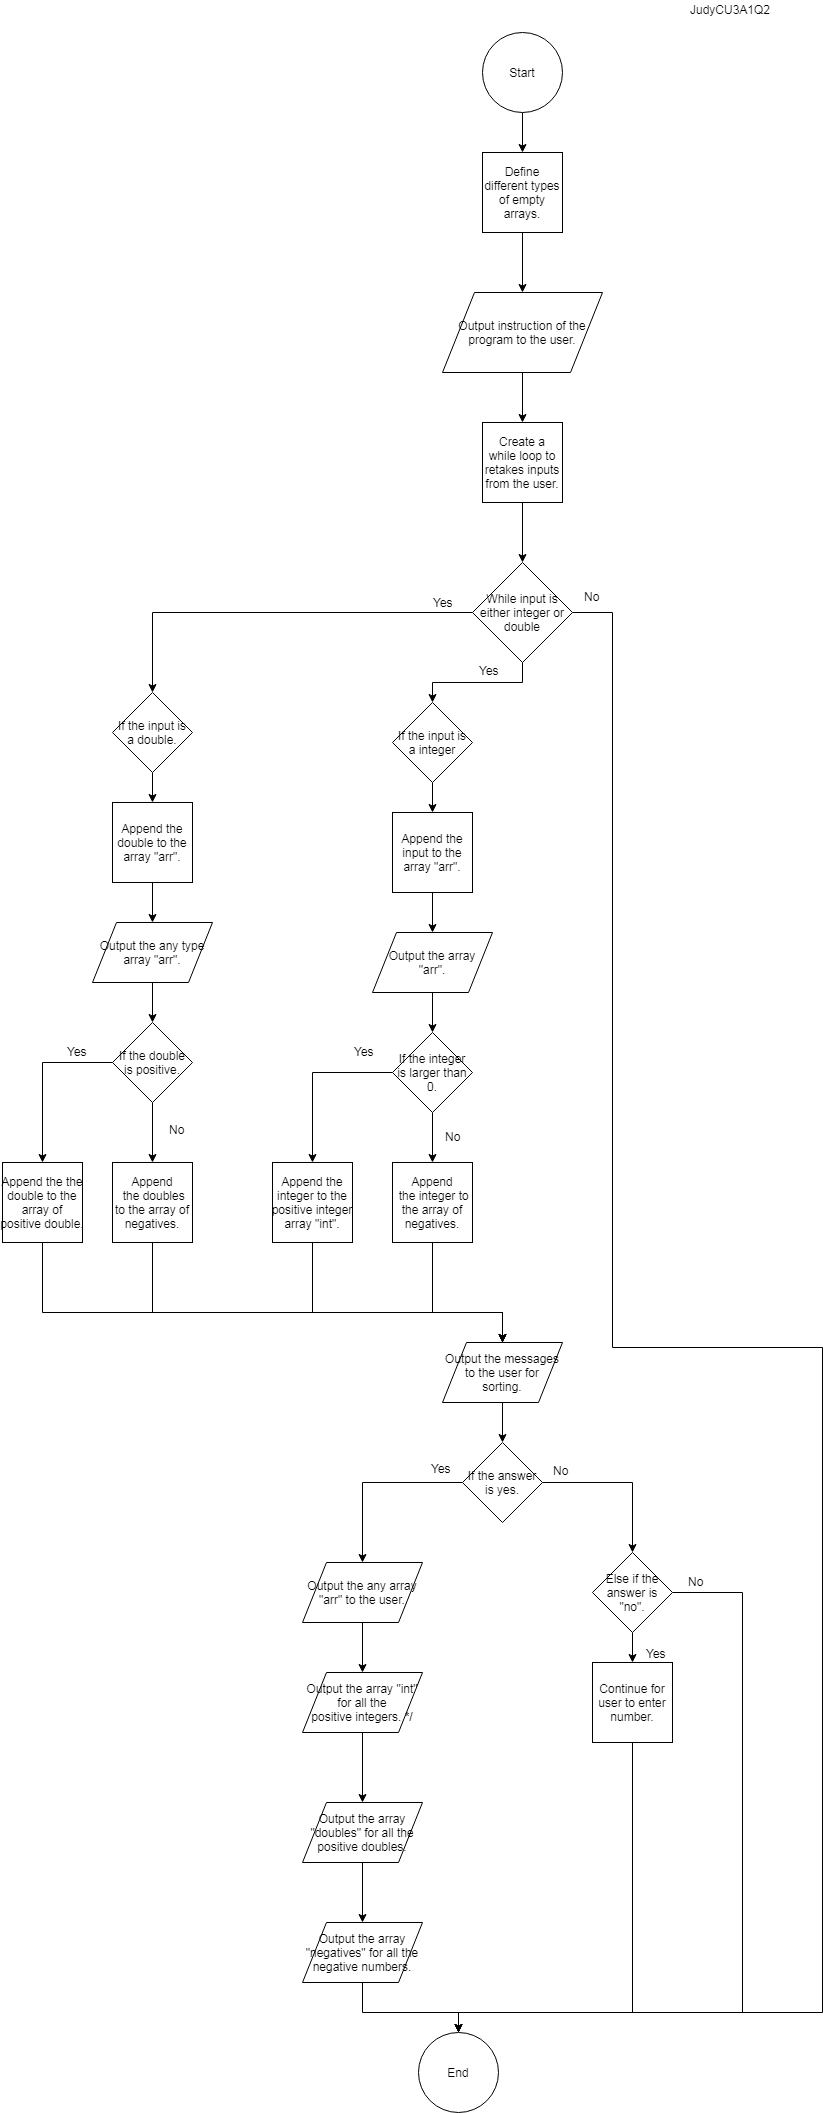 JudyCU3A1Q2
Start
Define
different types
of empty
arrays.
Output instruction of the
program to the user.
Create a
while loop to
retakes inputs
from the user.
While input is
either integer or
double
Yes
No
Yes
If the input is
a double.
If the input is
a integer
Append the
double to the
array "arr".
Append the
input to the
array "arr".
Output the any type
array "arr".
Output the array
"arr".
If the double
is positive.
Yes
No
If the integer
is larger than
0.
Yes
No
Append the the
double to the
array of
positive double.
Append
the doubles
to the array of
negatives.
Append the
integer to the
positive integer
array "int".
Append
the integer to
the array of
negatives.
Output the messages
to the user for
sorting.
If the answer
is yes.
Yes
No
Output the any array
"arr" to the user.
Else if the
answer is
"no".
No
Yes
Output the array "int"
for all the
positive integers. */
Continue for
user to enter
number.
Output the array
"doubles" for all the
positive doubles.
Output the array
"negatives" for all the
negative numbers.
End